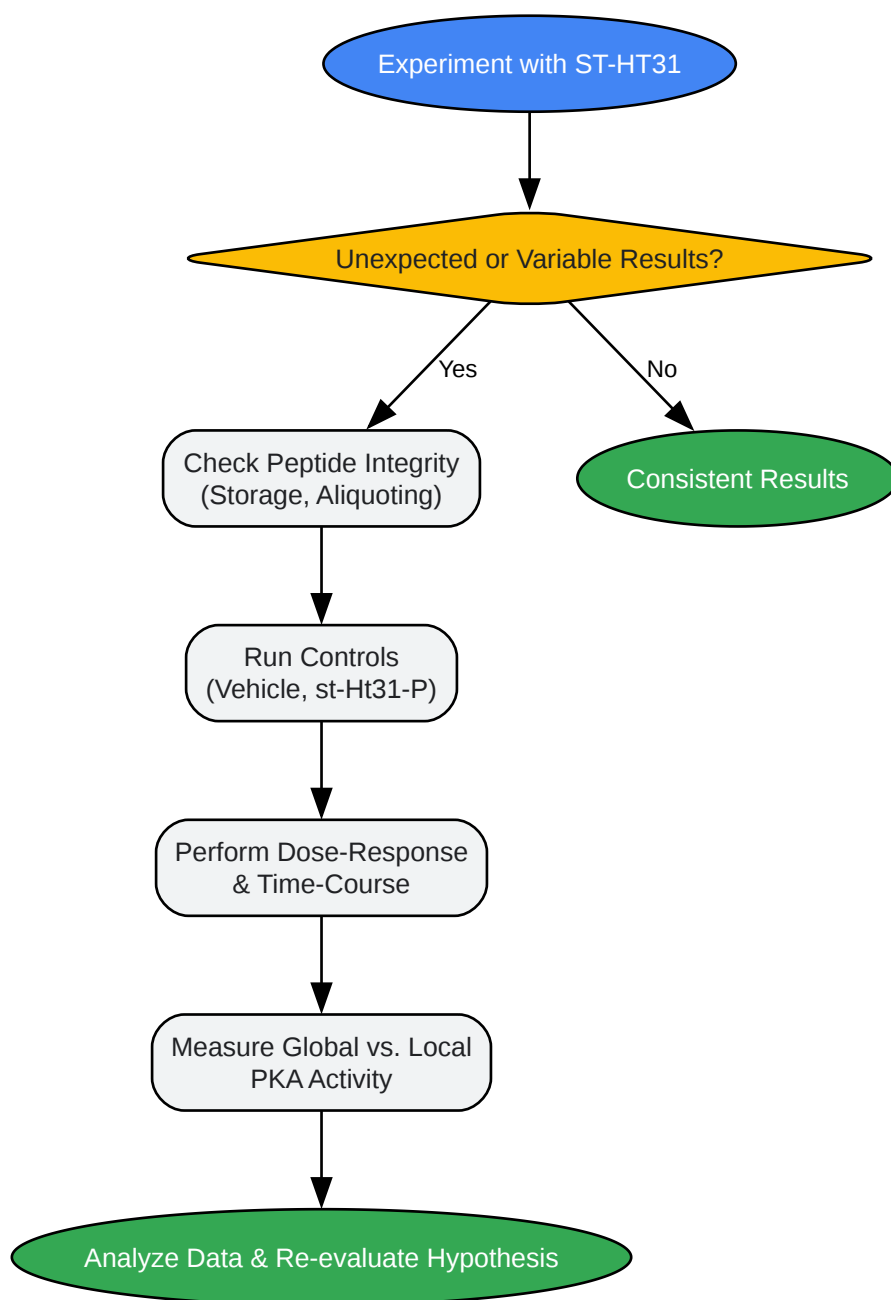 Experiment with ST-HT31
Unexpected or Variable Results?
Yes
No
Check Peptide Integrity
(Storage, Aliquoting)
Consistent Results
Run Controls
(Vehicle, st-Ht31-P)
Perform Dose-Response
& Time-Course
Measure Global vs. Local
PKA Activity
Analyze Data & Re-evaluate Hypothesis